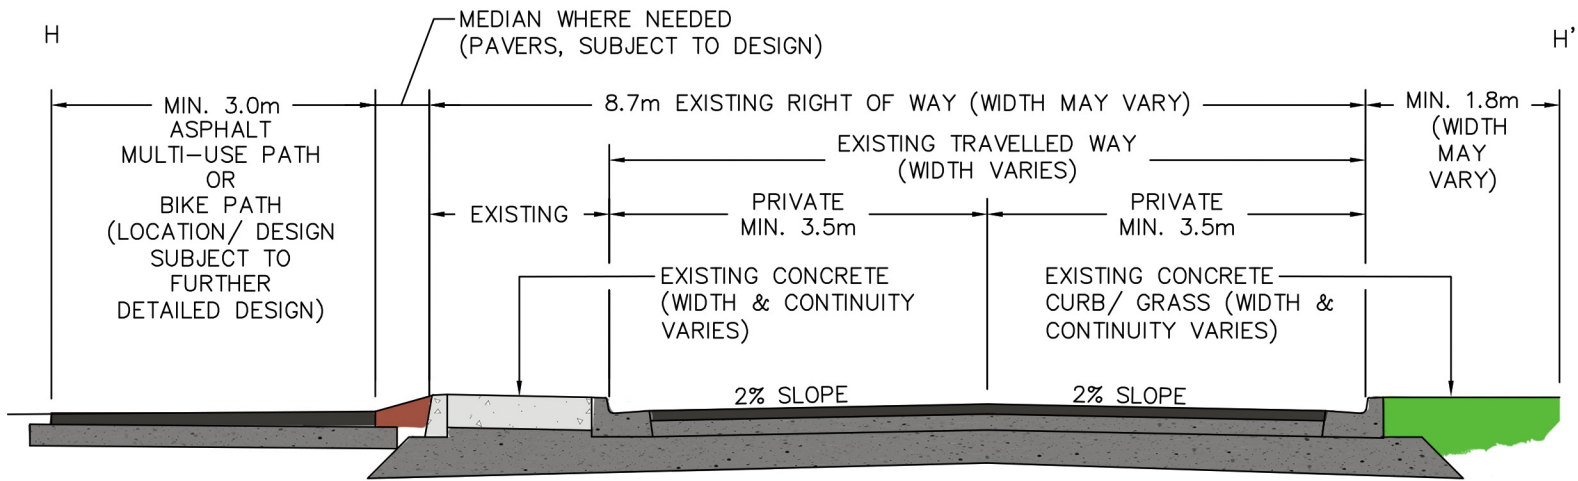 H
MEDIAN WHERE NEEDED
(PAVERS, SUBJECT TO DESIGN)
H'
MIN. 3.0m
ASPHALT
MULTI-USE PATH
OR
BIKE PATH
(LOCATION/ DESIGN
SUBJECT TO
FURTHER
DETAILED DESIGN)
8.7m EXISTING RIGHT OF WAY (WIDTH MAY VARY)
MIN. 1.8m
(WIDTH
MAY
VARY)
EXISTING TRAVELLED WAY
(WIDTH VARIES)
EXISTING
PRIVATE
MIN. 3.5m
PRIVATE
MIN. 3.5m
EXISTING CONCRETE
(WIDTH & CONTINUITY
VARIES)
EXISTING CONCRETE
CURB/ GRASS (WIDTH &
CONTINUITY VARIES)
2% SLOPE
2% SLOPE